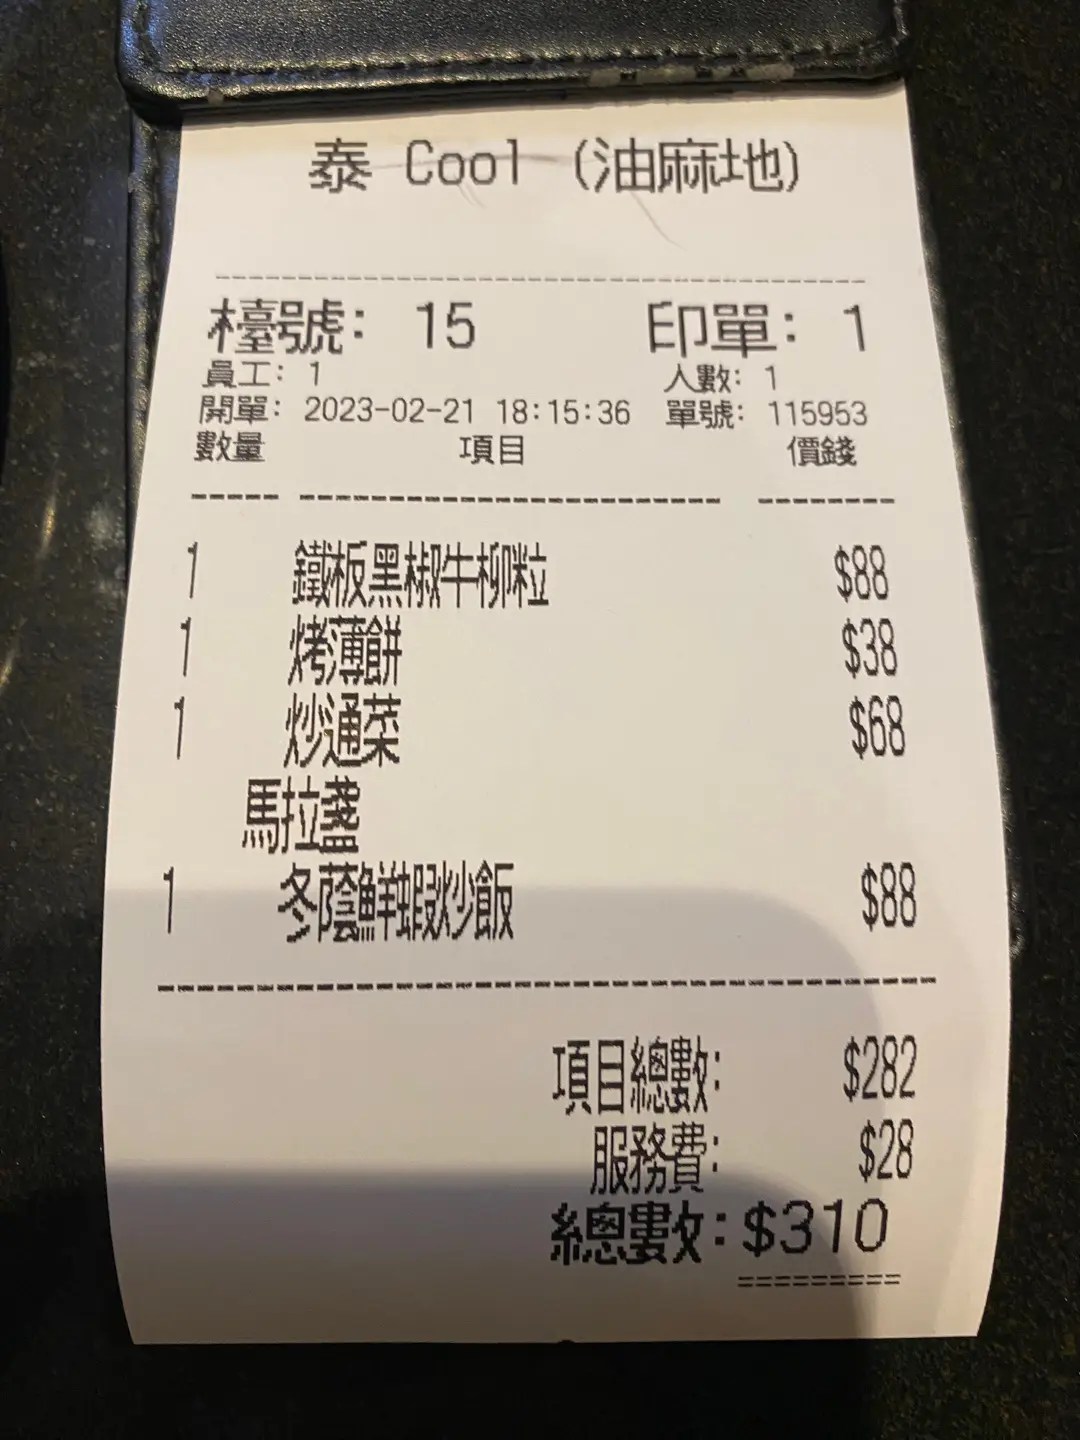 泰 Cool (油麻地)
檯號: 15 印單: 1
員工: 1 人數: 1
開單: 2023-02-21 18:15:36 單號: 115953
數量 項目 價錢
1 鐵板黑椒牛柳粒 $88
1 烤薄餅 $38
1 炒通菜 $68
馬拉盞
1 冬蔭鮮蝦炒飯 $88
項目總數: $282
服務費: $28
總數: $310